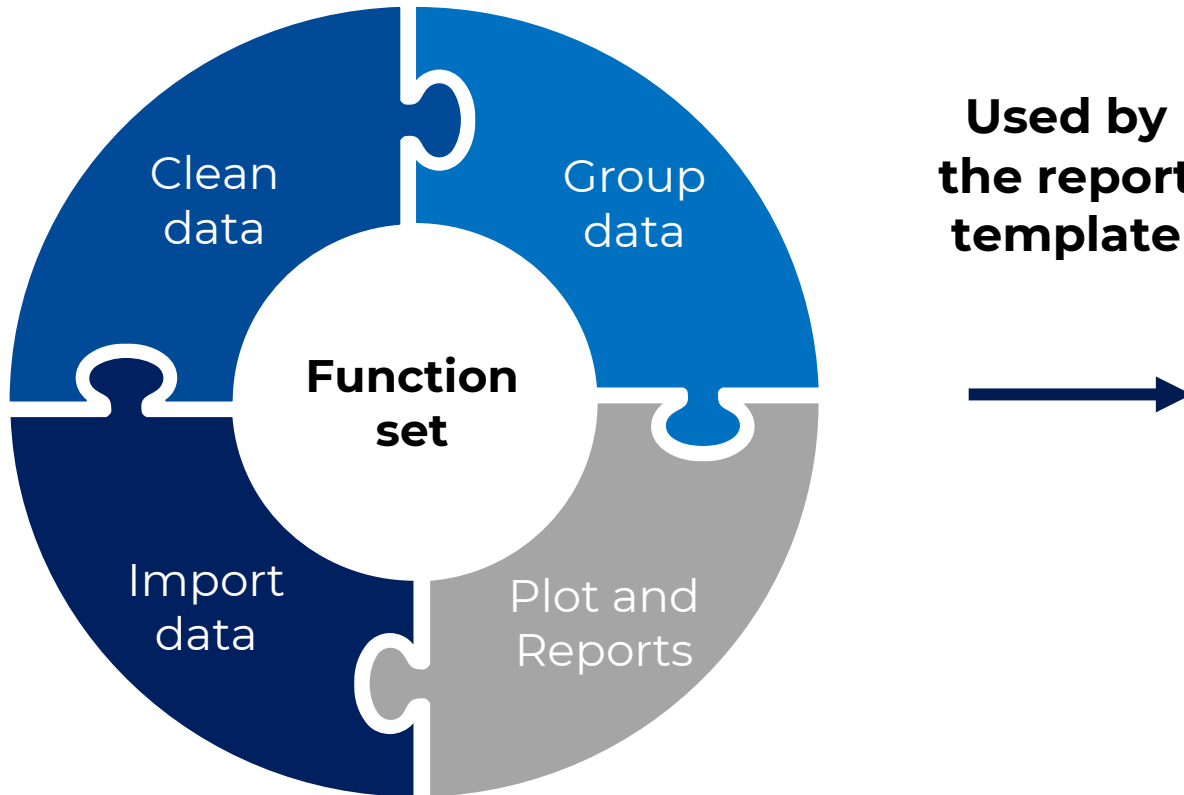 Clean
data
Group
data
Used by
the report
template
Function
set
Import
data
Plot and
Reports